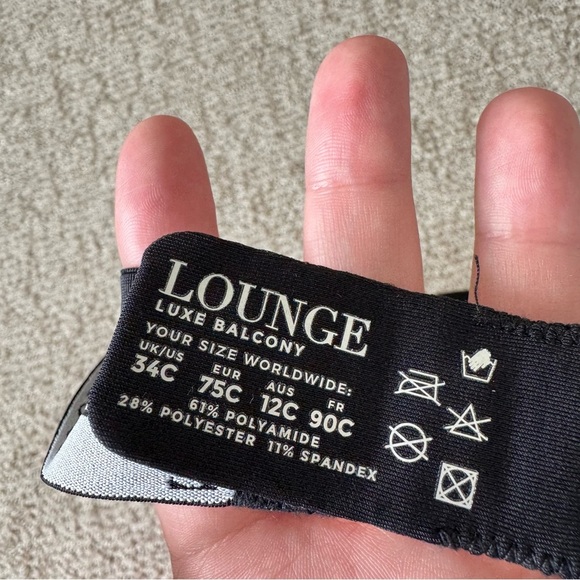 LOUNGE
LUXE BALCONY
YOUR SIZE WORLDWIDE:
UK/US EUR AUS FR
34C 75C 12C 90C
61% POLYAMIDE
28% POLYESTER 11% SPANDEX